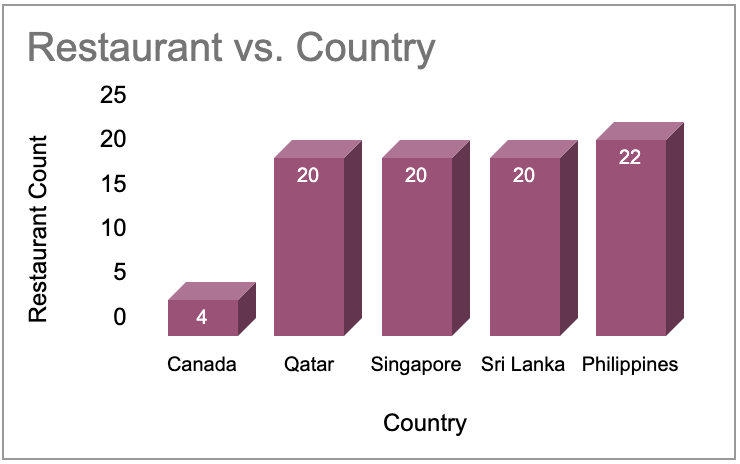 Restaurant vs. Country
Restaurant Count
25
20
15
10
5
0
4
20
20
20
22
Canada
Qatar
Singapore
Sri Lanka
Philippines
Country